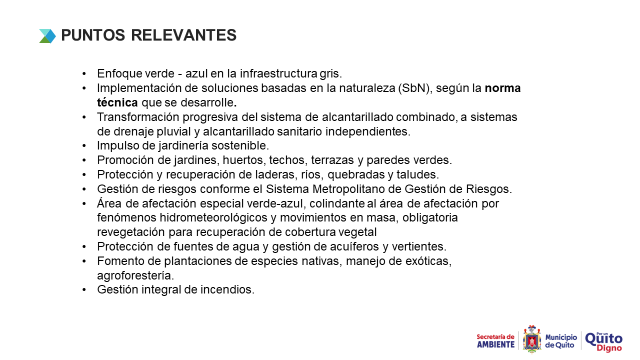 PUNTOS RELEVANTES
• Enfoque verde - azul en la infraestructura gris.
• Implementación de soluciones basadas en la naturaleza (SbN), según la norma
técnica que se desarrolle.
• Transformación progresiva del sistema de alcantarillado combinado, a sistemas
de drenaje pluvial y alcantarillado sanitario independientes.
• Impulso de jardinería sostenible.
• Promoción de jardines, huertos, techos, terrazas y paredes verdes.
• Protección y recuperación de laderas, ríos, quebradas y taludes.
• Gestión de riesgos conforme el Sistema Metropolitano de Gestión de Riesgos.
• Área de afectación especial verde-azul, colindante al área de afectación por
fenómenos hidrometeorológicos y movimientos en masa, obligatoria
revegetación para recuperación de cobertura vegetal
• Protección de fuentes de agua y gestión de acuíferos y vertientes.
• Fomento de plantaciones de especies nativas, manejo de exóticas,
agroforestería.
• Gestión integral de incendios.
Secretaría de
AMBIENTE
Municipio
de Quito
Por un
Quito
Digno